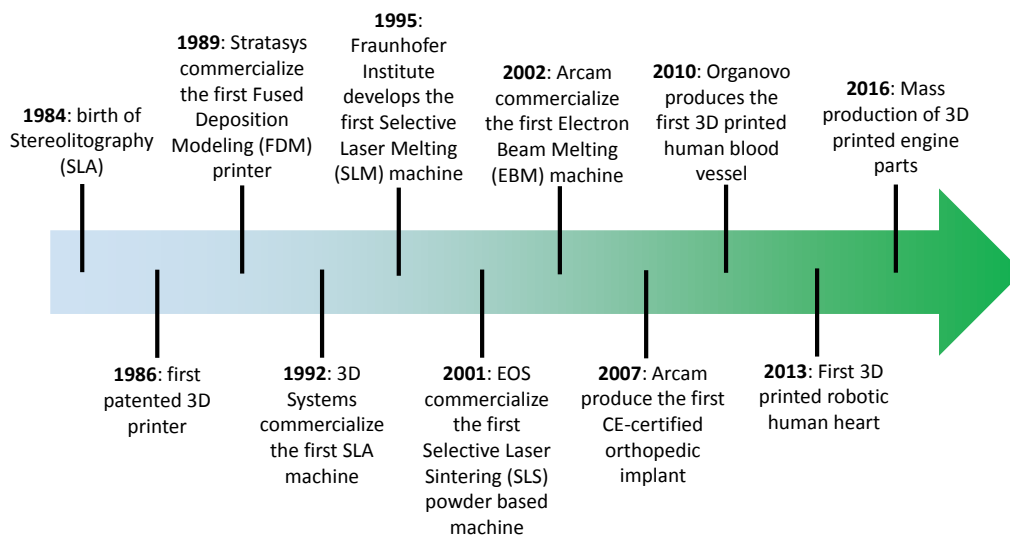 1984: birth of
Stereolitography
(SLA)
1986: first
patented 3D
printer
1989: Stratasys
commercialize
the first Fused
Deposition
Modeling (FDM)
printer
1992: 3D
Systems
commercialize
the first SLA
machine
1995:
Fraunhofer
Institute
develops the
first Selective
Laser Melting
(SLM) machine
2001: EOS
commercialize
the first
Selective Laser
Sintering (SLS)
powder based
machine
2002: Arcam
commercialize
the first Electron
Beam Melting
(EBM) machine
2007: Arcam
produce the first
CE-certified
orthopedic
implant
2010: Organovo
produces the
first 3D printed
human blood
vessel
2013: First 3D
printed robotic
human heart
2016: Mass
production of 3D
printed engine
parts